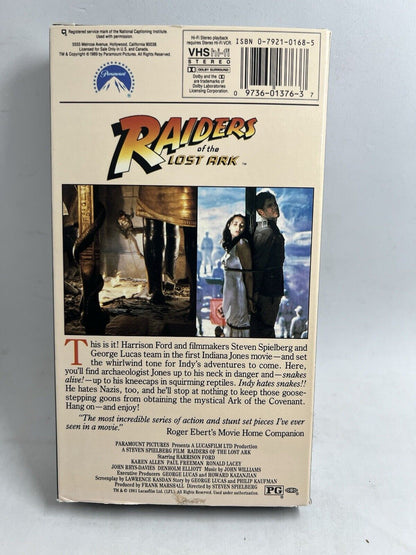 Registered service mark of the National Captioning Institute.
Used with permission.
5555 Melrose Avenue, Hollywood, California 90038
Licensed for Sale Only in U.S. and Canada.
TM & Copyright © 1989 by Paramount Pictures. All Rights Reserved.
Paramount
Hi-Fi Stereo playback
requires Stereo Hi-Fi VCR.
VHS hi-fi
STEREO
DOLBY SURROUND
Dolby and the
are trademarks of
Dolby Laboratories
Licensing Corporation.
ISBN 0-7921-0168-5
0 97360 1376-3 7
RAIDERS
of the
LOST ARK ™
This is it! Harrison Ford and filmmakers Steven Spielberg and
George Lucas team in the first Indiana Jones movie—and set
the whirlwind tone for Indy's adventures to come. Here,
you'll find archaeologist Jones up to his neck in danger and—snakes
alive!—up to his kneecaps in squirming reptiles. Indy hates snakes!!
He hates Nazis, too, and he'll stop at nothing to keep those goose-
stepping goons from obtaining the mystical Ark of the Covenant.
Hang on—and enjoy!
"The most incredible series of action and stunt set pieces I've ever
seen in a movie."
Roger Ebert's Movie Home Companion
PARAMOUNT PICTURES Presents A LUCASFILM LTD Production
A STEVEN SPIELBERG FILM RAIDERS OF THE LOST ARK
Starring HARRISON FORD
KAREN ALLEN PAUL FREEMAN RONALD LACEY
JOHN RHYS-DAVIES DENHOLM ELLIOTT Music by JOHN WILLIAMS
Executive Producers GEORGE LUCAS and HOWARD KAZANJIAN
Screenplay by LAWRENCE KASDAN Story by GEORGE LUCAS and PHILIP KAUFMAN
Produced by FRANK MARSHALL Directed by STEVEN SPIELBERG
TM & © 1981 Lucasfilm Ltd. (LFL). All Rights Reserved. Used under authorization.
PG